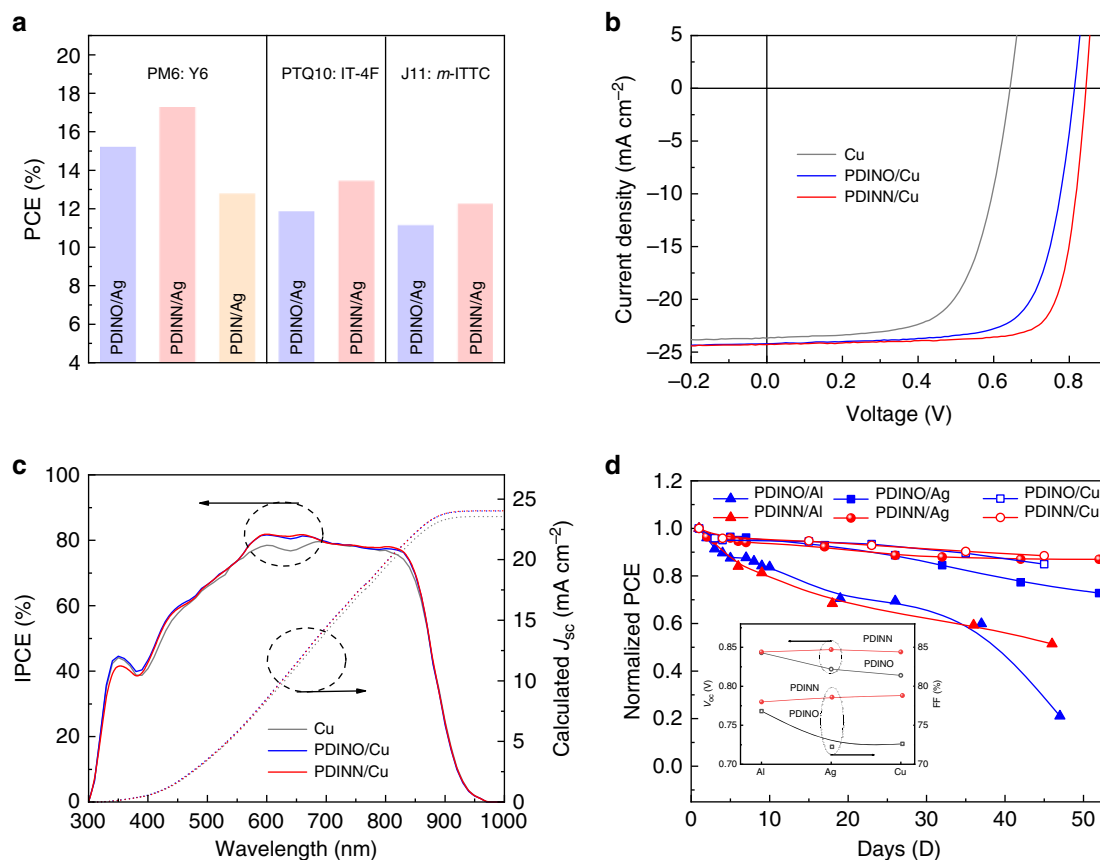 a
20
18
16
14
12
10
8
6
4
PCE (%)
PM6: Y6
PTQ10: IT-4F
J11: m-ITTC
PDINO/Ag
PDINN/Ag
PDIN/Ag
PDINO/Ag
PDINN/Ag
PDINO/Ag
PDINN/Ag
b
5
0
−5
−10
−15
−20
−25
Current density (mA cm−2)
Cu
PDINO/Cu
PDINN/Cu
−0.2
0.0
0.2
0.4
0.6
0.8
Voltage (V)
c
100
80
60
40
20
0
IPCE (%)
25
20
15
10
5
0
Calculated Jsc (mA cm−2)
Cu
PDINO/Cu
PDINN/Cu
300
400
500
600
700
800
900
1000
Wavelength (nm)
d
1.2
1.0
0.8
0.6
0.4
0.2
0.0
Normalized PCE
PDINO/Al
PDINO/Ag
PDINO/Cu
PDINN/Al
PDINN/Ag
PDINN/Cu
0.85
0.80
0.75
0.70
Voc (V)
PDINN
PDINO
PDINN
PDINO
85
80
75
70
FF (%)
Al
Ag
Cu
0
10
20
30
40
50
Days (D)